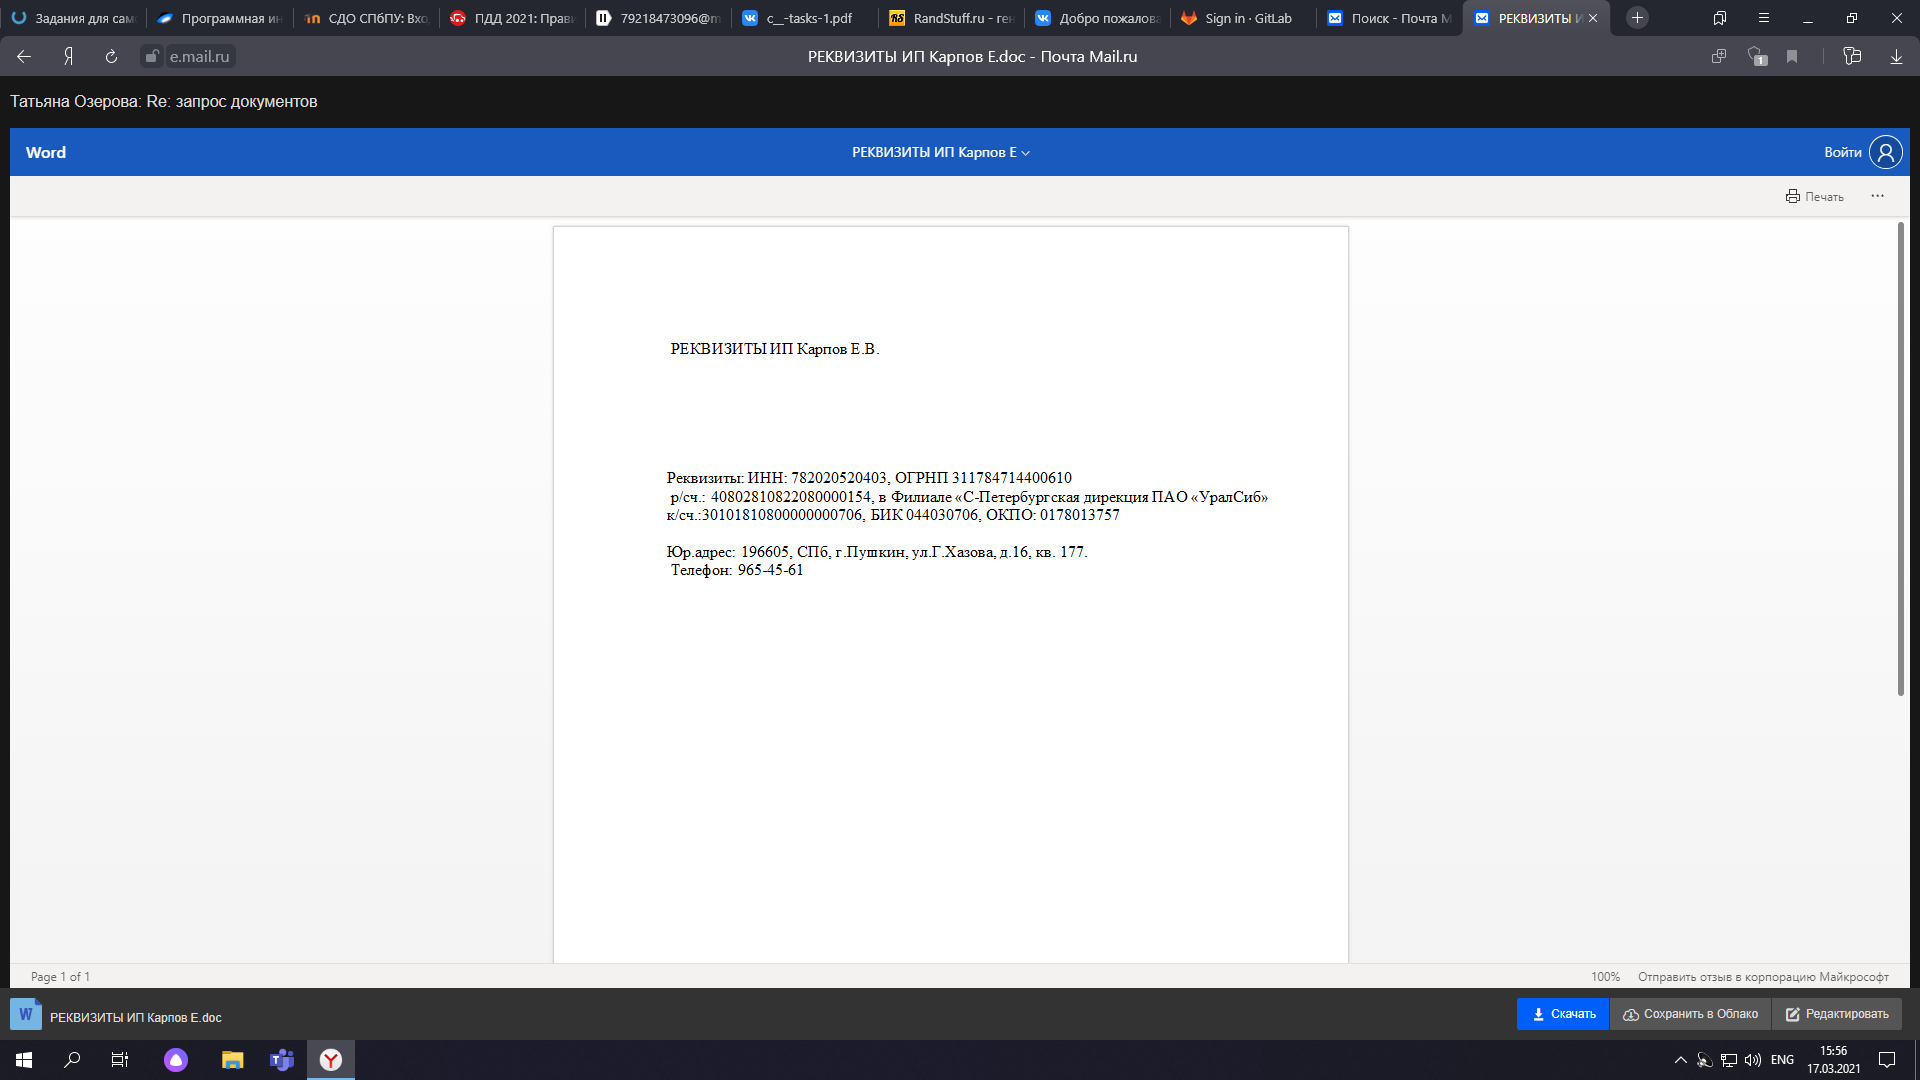 Задания для сам
Программная ин
СДО СПбПУ: Вхо
ПДД 2021: Прави
79218473096@m
c__-tasks-1.pdf
RandStuff.ru - ген
Добро пожалова
Sign in · GitLab
Поиск - Почта M
РЕКВИЗИТЫ И
e.mail.ru
РЕКВИЗИТЫ ИП Карпов Е.doc - Почта Mail.ru
1
Татьяна Озерова: Re: запрос документов
Word
РЕКВИЗИТЫ ИП Карпов Е
Войти
Печать
РЕКВИЗИТЫ ИП Карпов Е.В.
Реквизиты: ИНН: 782020520403, ОГРНП 311784714400610
р/сч.: 40802810822080000154, в Филиале «С-Петербургская дирекция ПАО «УралСиб»
к/сч.:30101810800000000706, БИК 044030706, ОКПО: 0178013757
Юр.адрес: 196605, СПб, г.Пушкин, ул.Г.Хазова, д.16, кв. 177.
Телефон: 965-45-61
Page 1 of 1
100%
Отправить отзыв в корпорацию Майкрософт
W
РЕКВИЗИТЫ ИП Карпов Е.doc
Скачать
Сохранить в Облако
Редактировать
ENG
15:56
17.03.2021